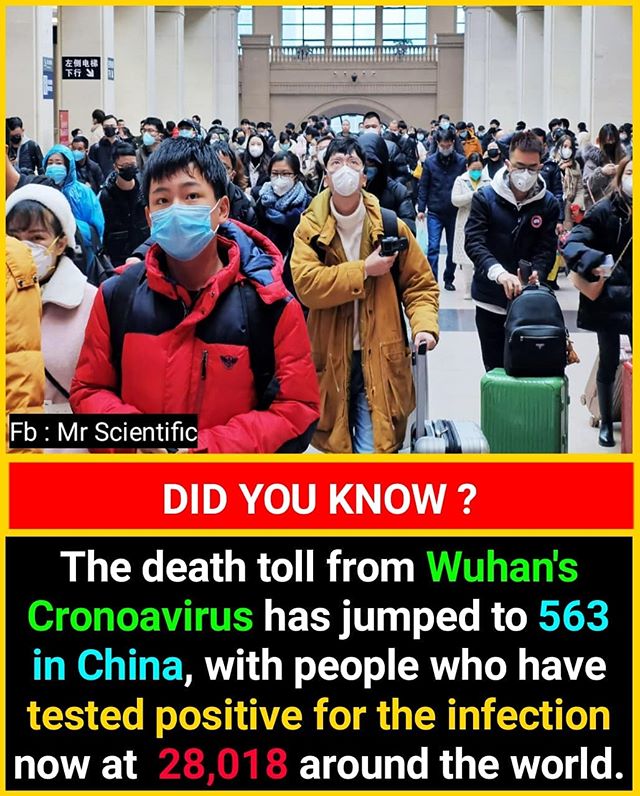 左侧电梯
下行
Fb : Mr Scientific
DID YOU KNOW ?
The death toll from Wuhan's
Cronoavirus has jumped to 563
in China, with people who have
tested positive for the infection
now at 28,018 around the world.